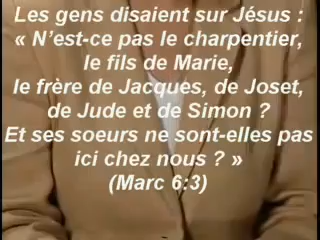 Les gens disaient sur Jésus :
« N'est-ce pas le charpentier,
le fils de Marie,
le frère de Jacques, de Joset,
de Jude et de Simon ?
Et ses soeurs ne sont-elles pas
ici chez nous ? »
(Marc 6:3)